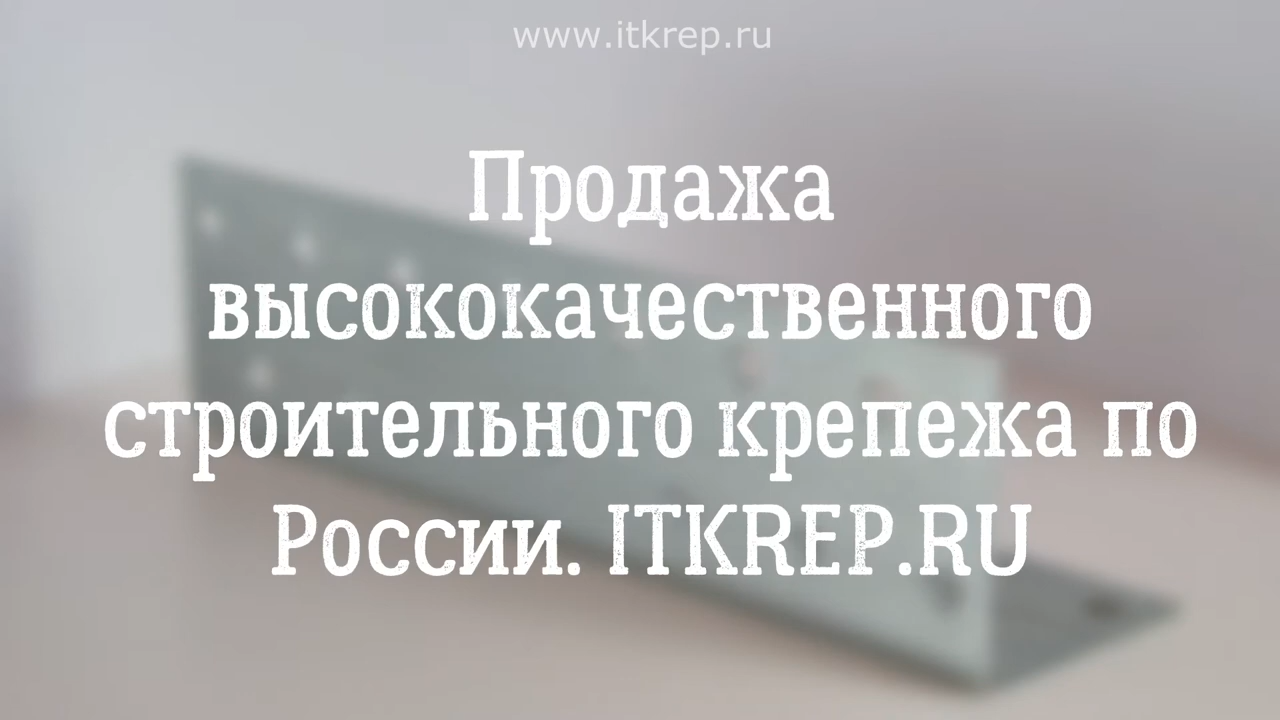 www.itkrep.ru
Продажа
высококачественного
строительного крепежа по
России. ITKREP.RU